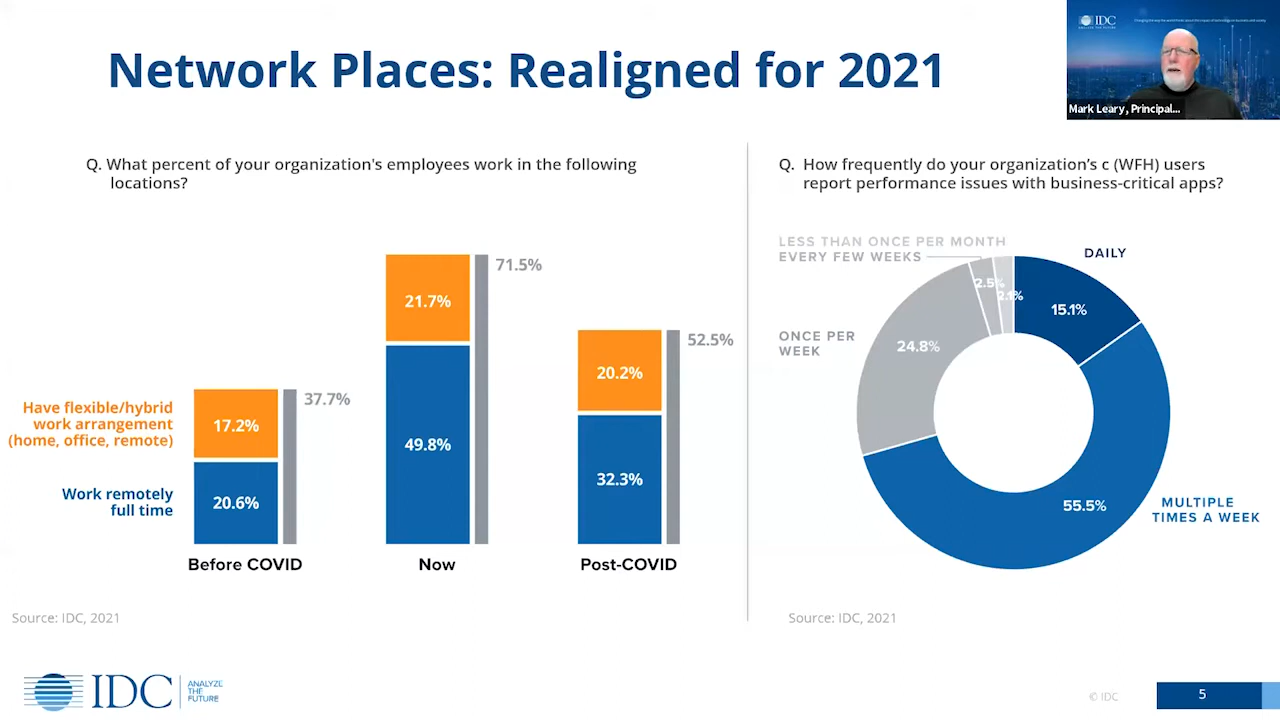 Network Places: Realigned for 2021
IDC
Mark Leary, Principal...
Q. What percent of your organization's employees work in the following
locations?
71.5%
21.7%
52.5%
20.2%
37.7%
Have flexible/hybrid
work arrangement
(home, office, remote)
17.2%
49.8%
32.3%
Work remotely
full time
20.6%
Before COVID
Now
Post-COVID
Source: IDC, 2021
Q. How frequently do your organization's c (WFH) users
report performance issues with business-critical apps?
LESS THAN ONCE PER MONTH
EVERY FEW WEEKS
DAILY
2.5%
2.1%
15.1%
ONCE PER
WEEK
24.8%
55.5%
MULTIPLE
TIMES A WEEK
Source: IDC, 2021
IDC
ANALYZE
THE
FUTURE
© IDC
5